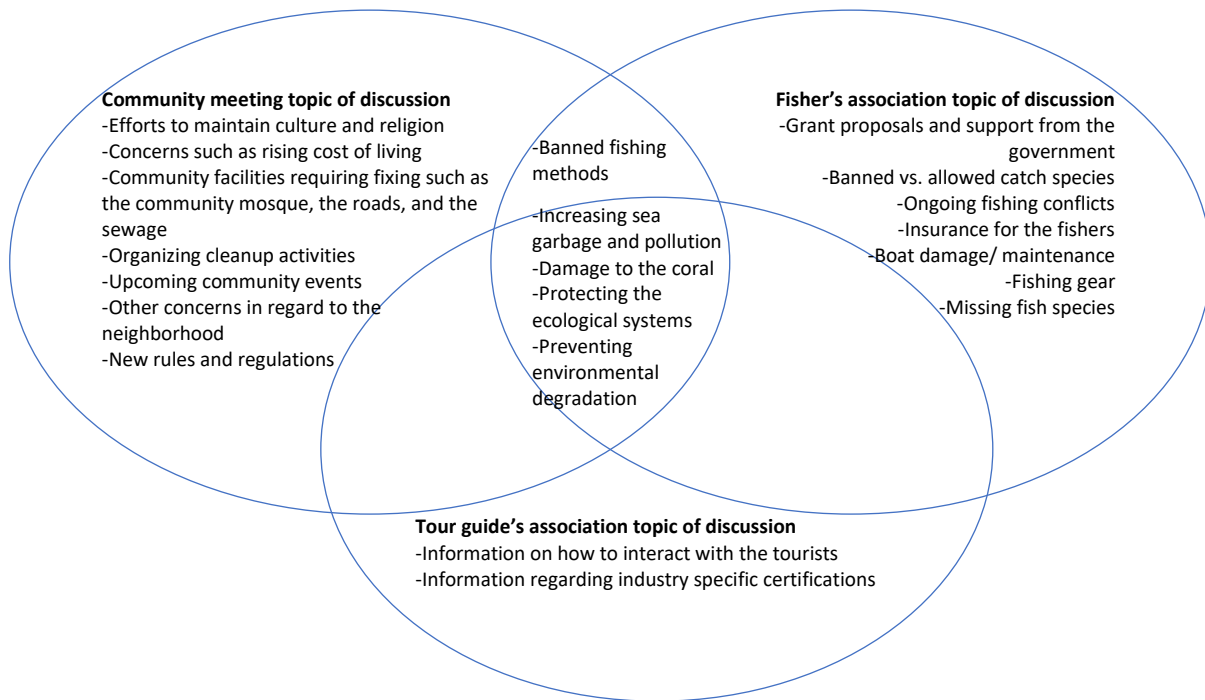 Community meeting topic of discussion
-Efforts to maintain culture and religion
-Concerns such as rising cost of living
-Community facilities requiring fixing such as
the community mosque, the roads, and the
sewage
-Organizing cleanup activities
-Upcoming community events
-Other concerns in regard to the
neighborhood
-New rules and regulations
-Banned fishing
methods
-Increasing sea
garbage and pollution
-Damage to the coral
-Protecting the
ecological systems
-Preventing
environmental
degradation
Fisher’s association topic of discussion
-Grant proposals and support from the
government
-Banned vs. allowed catch species
-Ongoing fishing conflicts
-Insurance for the fishers
-Boat damage/ maintenance
-Fishing gear
-Missing fish species
Tour guide’s association topic of discussion
-Information on how to interact with the tourists
-Information regarding industry specific certifications